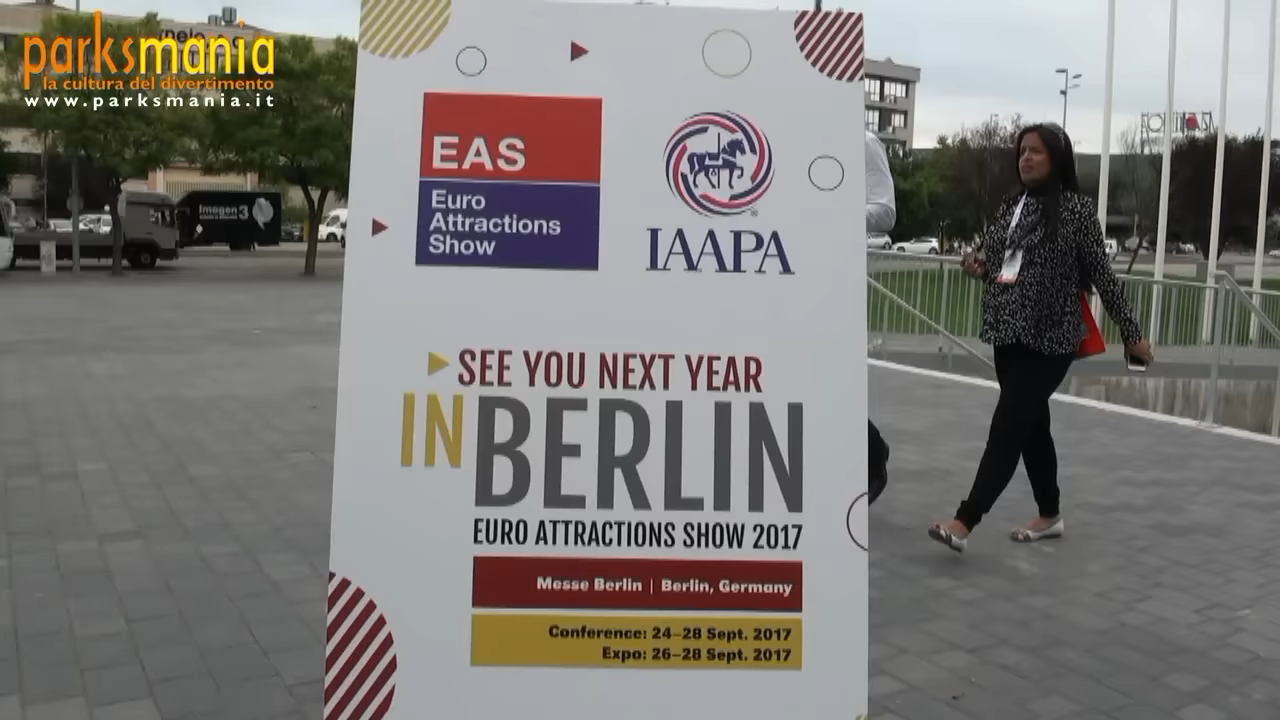 parksmania
la cultura del divertimento
www.parksmania.it
Imagen3
EAS
Euro
Attractions
Show
IAAPA
SEE YOU NEXT YEAR
IN BERLIN
EURO ATTRACTIONS SHOW 2017
Messe Berlin | Berlin, Germany
Conference: 24–28 Sept. 2017
Expo: 26–28 Sept. 2017